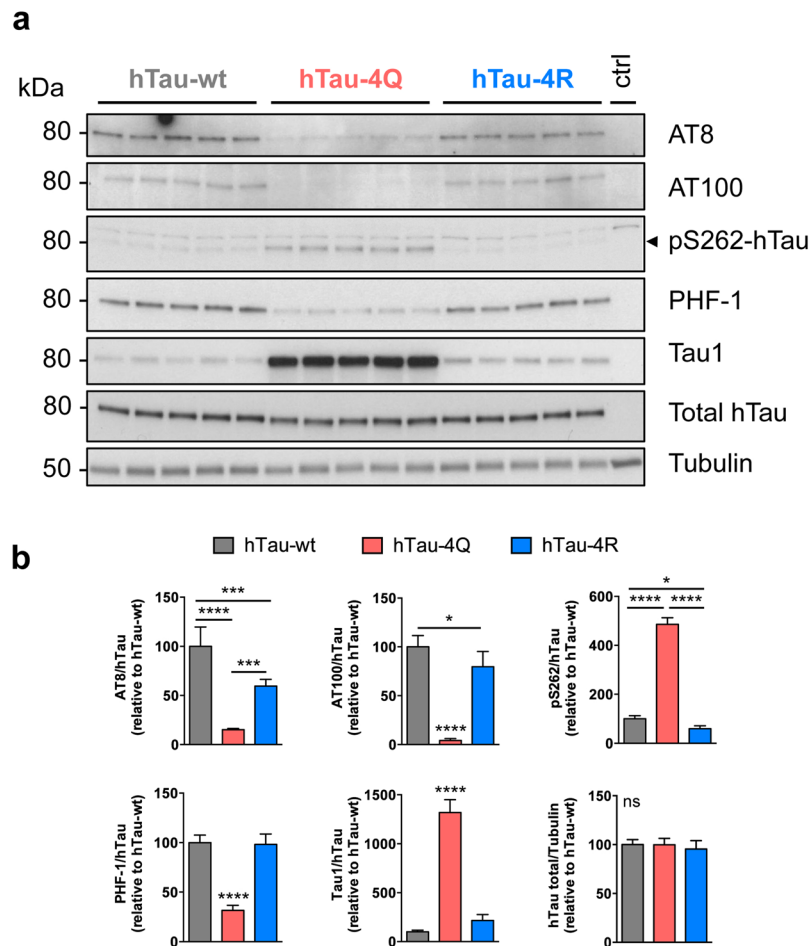 a
kDa
hTau-wt hTau-4Q hTau-4R ctrl
80 AT8
80 AT100
80 pS262-hTau
80 PHF-1
80 Tau1
80 Total hTau
50 Tubulin
b
hTau-wt hTau-4Q hTau-4R
AT8/hTau
(relative to hTau-wt)
150
100
50
0
***
****
***
AT100/hTau
(relative to hTau-wt)
150
100
50
0
*
****
pS262/hTau
(relative to hTau-wt)
600
400
200
0
*
**** ****
PHF-1/hTau
(relative to hTau-wt)
150
100
50
0
****
Tau1/hTau
(relative to hTau-wt)
1500
1000
500
0
****
hTau total/Tubulin
(relative to hTau-wt)
150
100
50
0
ns